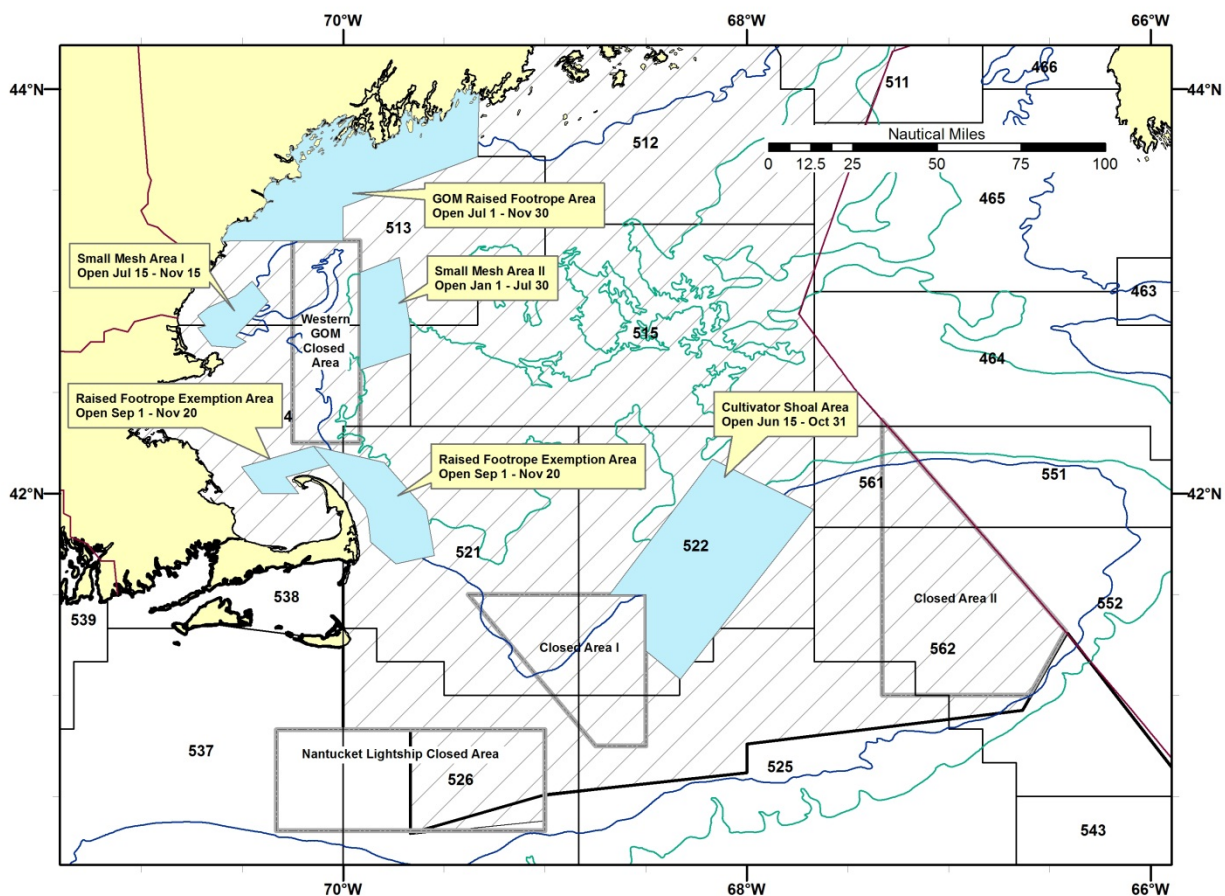 70°W
68°W
66°W
44°N
44°N
466
511
Nautical Miles
0
12.5
25
50
75
100
512
465
GOM Raised Footrope Area
Open Jul 1 - Nov 30
513
Small Mesh Area I
Open Jul 15 - Nov 15
Small Mesh Area II
Open Jan 1 - Jul 30
463
Western
GOM
Closed
Area
515
464
Raised Footrope Exemption Area
Open Sep 1 - Nov 20
4
Cultivator Shoal Area
Open Jun 15 - Oct 31
Raised Footrope Exemption Area
Open Sep 1 - Nov 20
561
551
42°N
42°N
521
522
538
539
Closed Area II
552
Closed Area I
562
537
Nantucket Lightship Closed Area
526
525
543
70°W
68°W
66°W